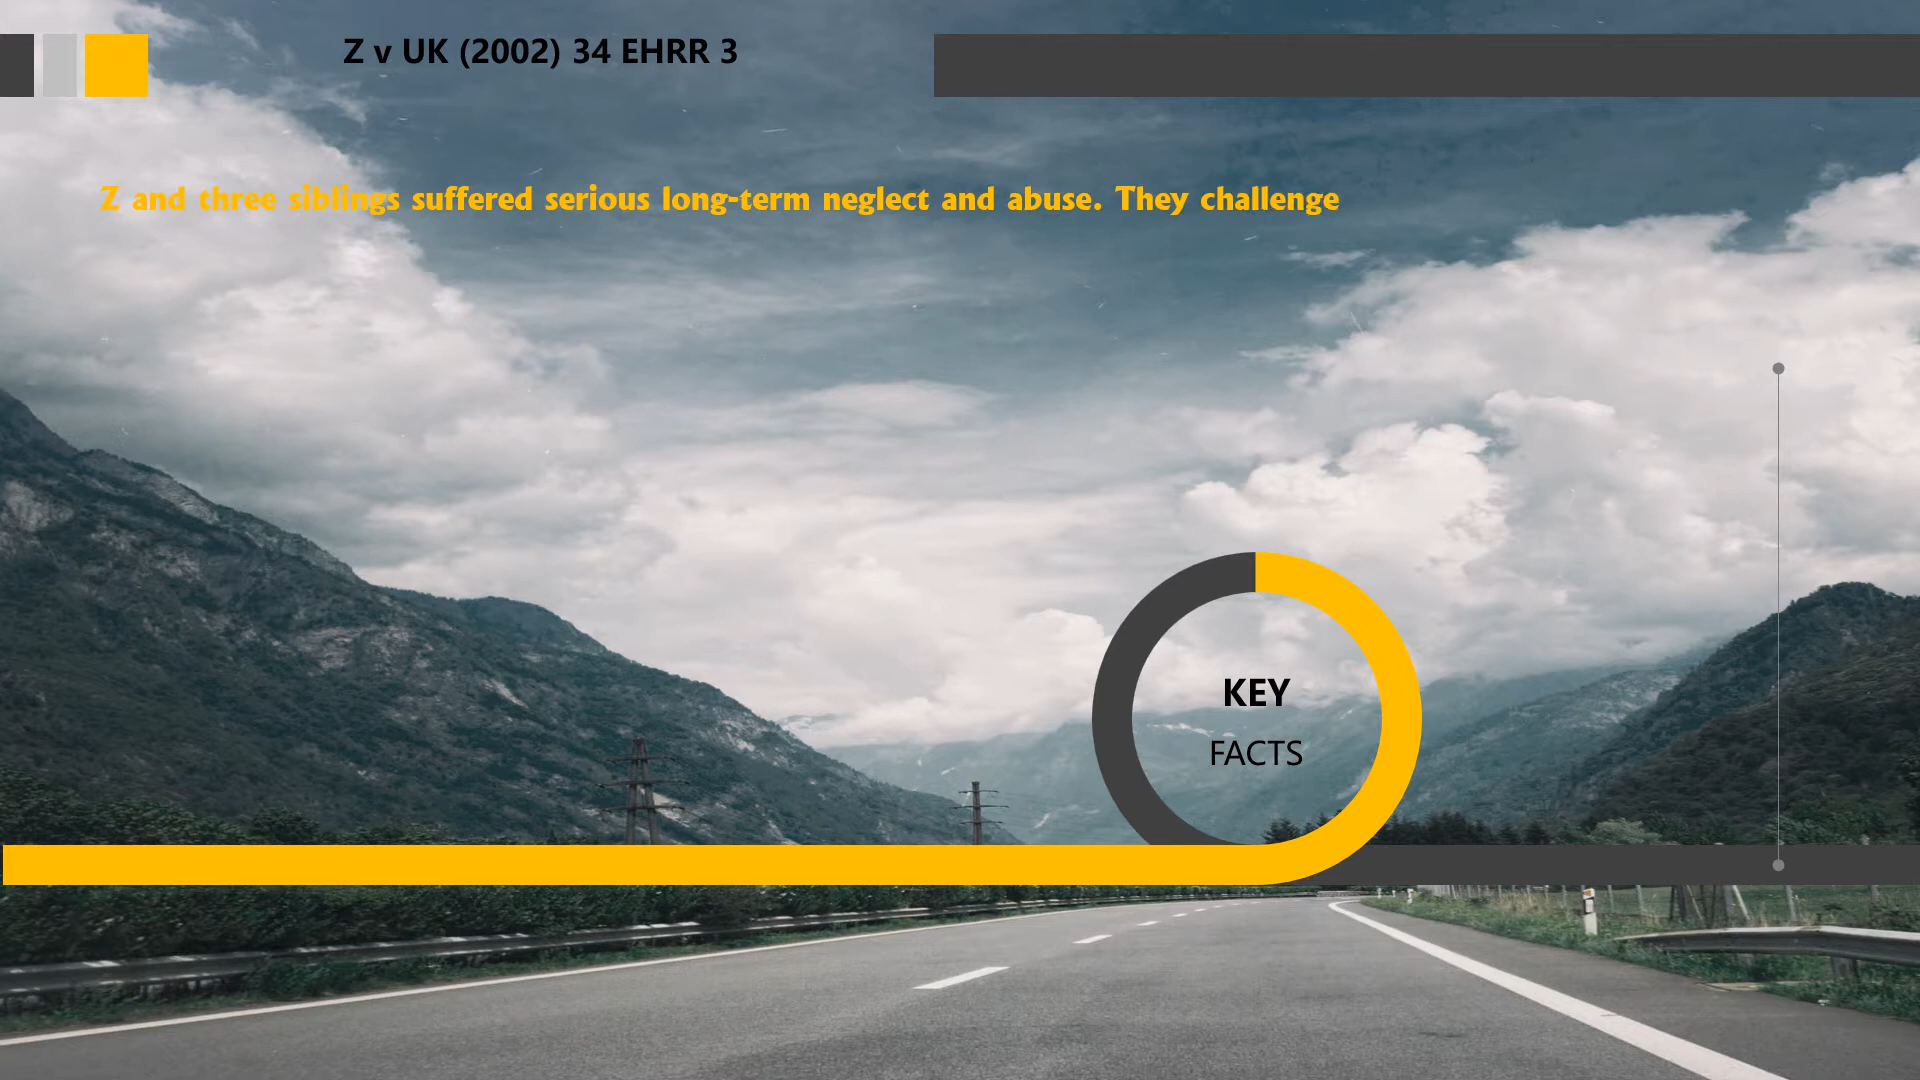 Z v UK (2002) 34 EHRR 3
Z and three siblings suffered serious long-term neglect and abuse. They challenge
KEY
FACTS